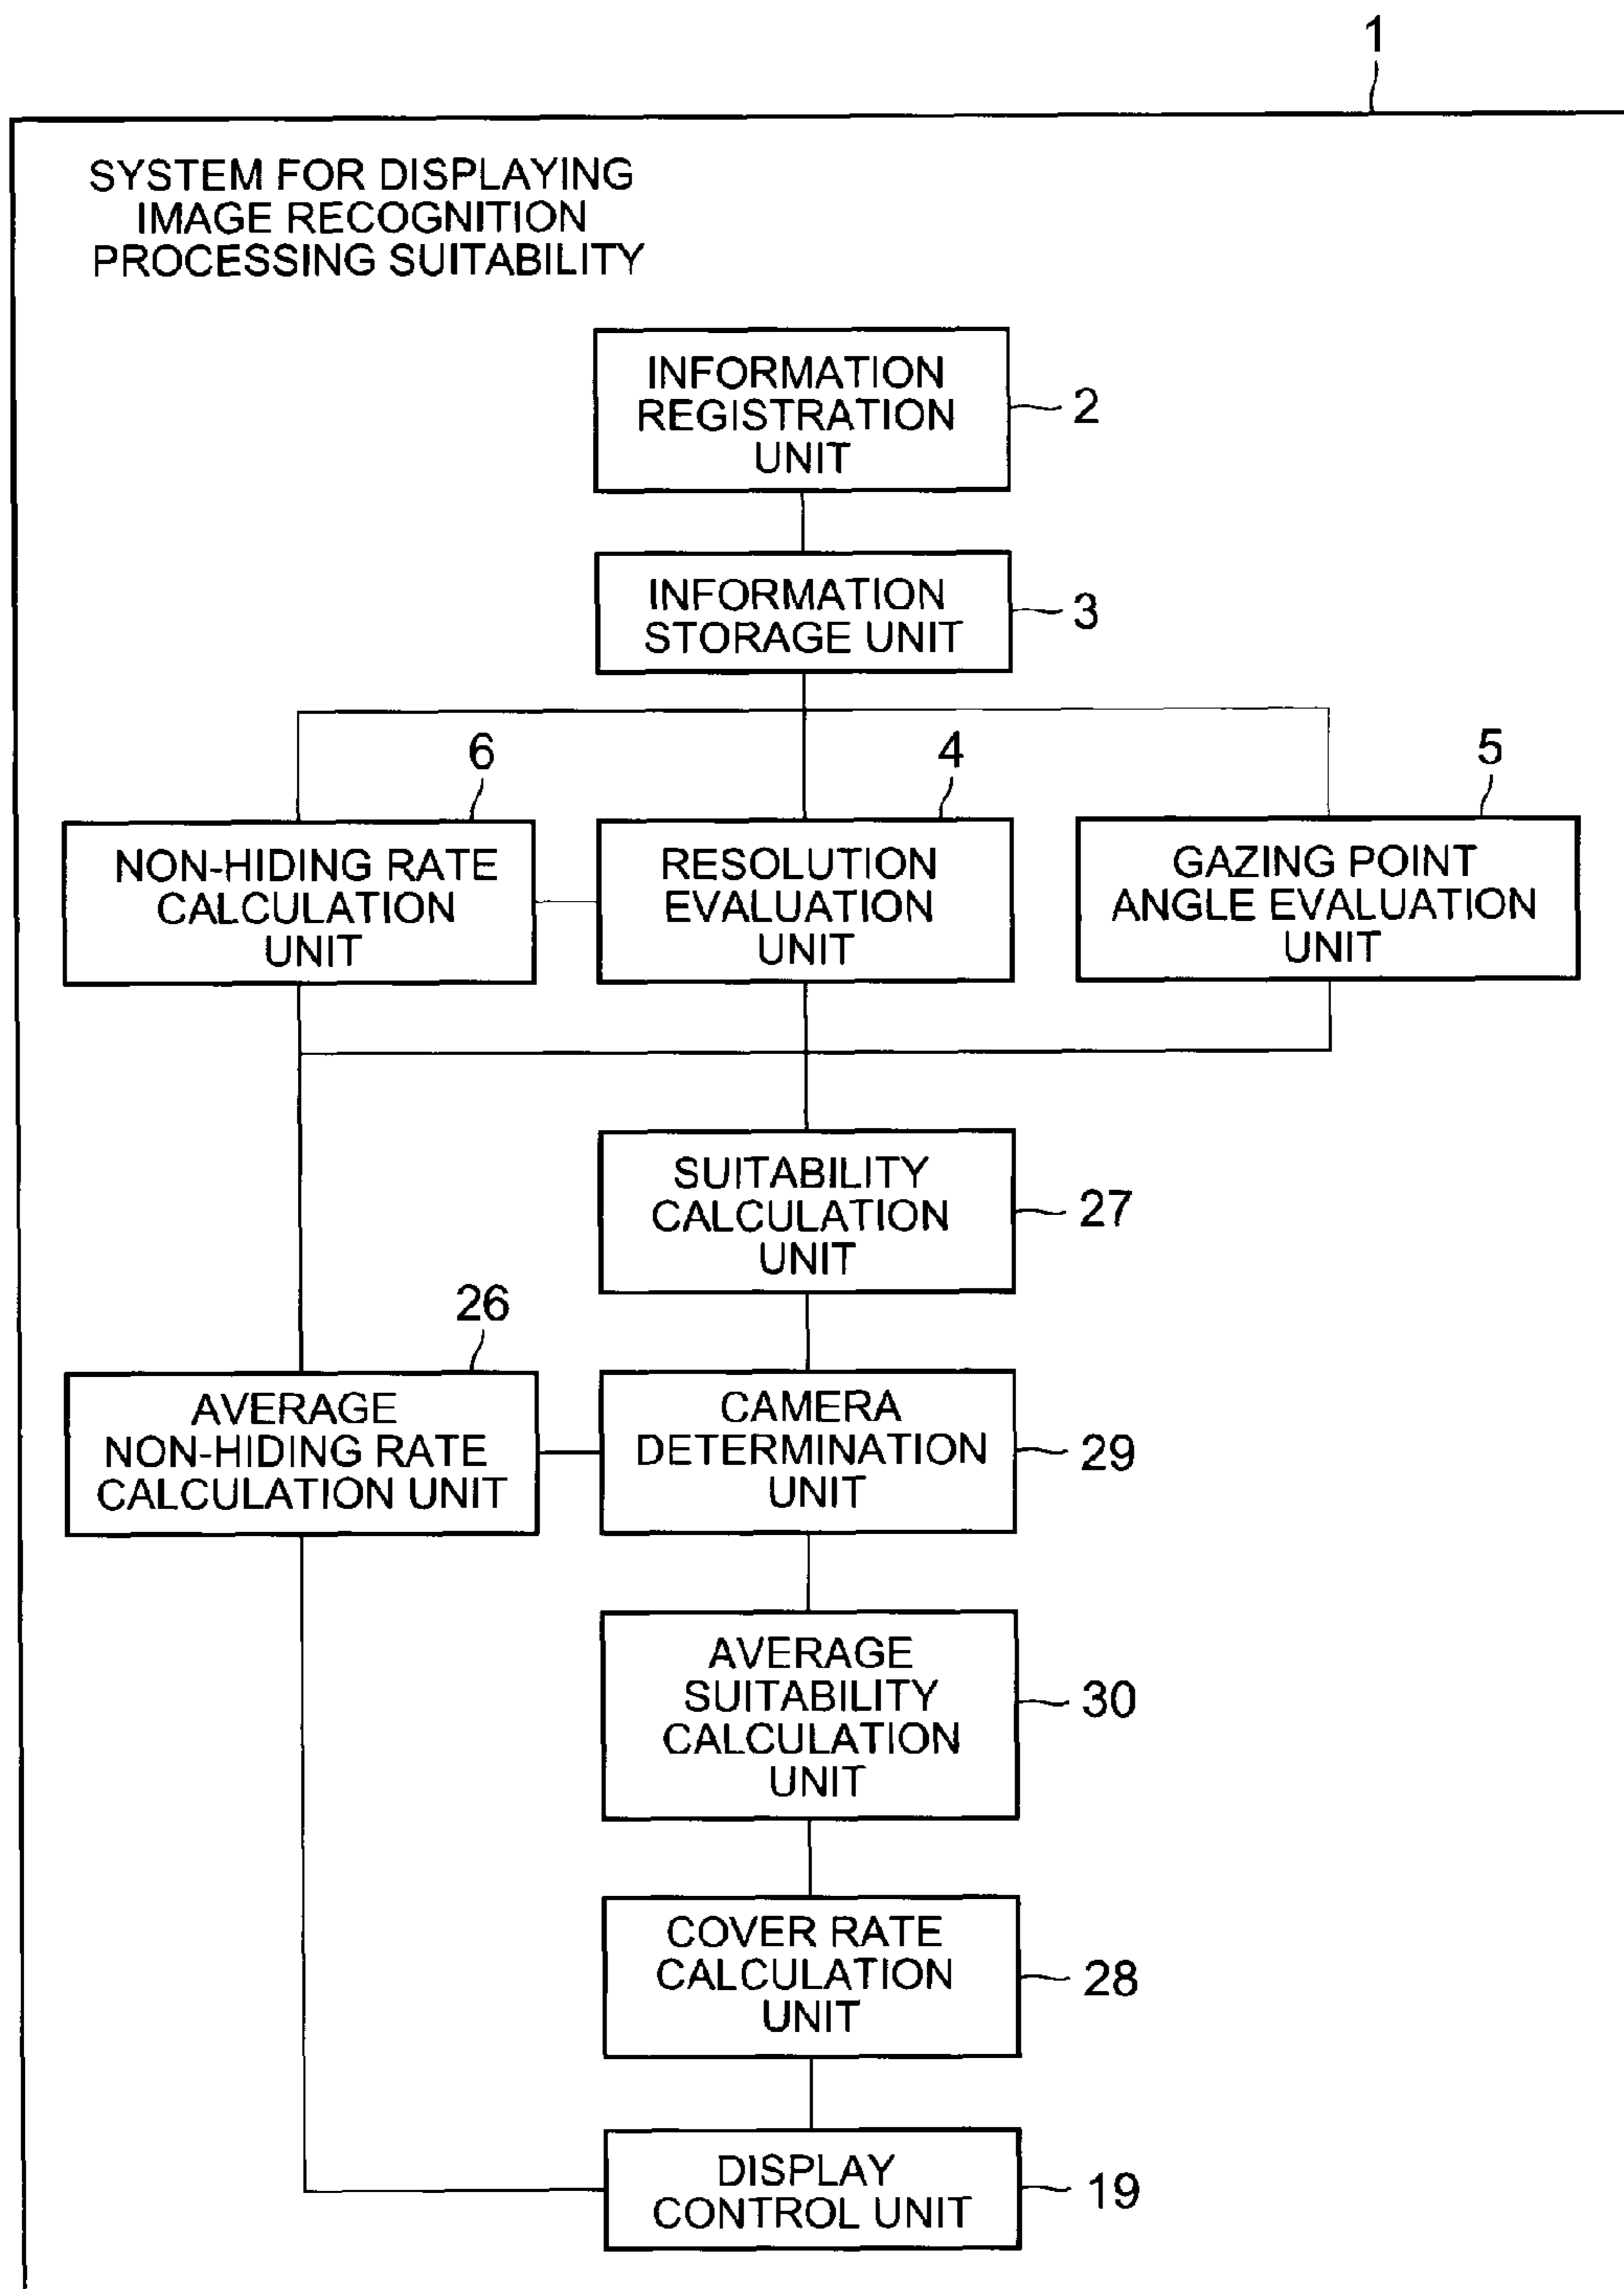 1
SYSTEM FOR DISPLAYING
IMAGE RECOGNITION
PROCESSING SUITABILITY
INFORMATION
REGISTRATION
UNIT
2
INFORMATION
STORAGE UNIT
3
6
NON-HIDING RATE
CALCULATION
UNIT
4
RESOLUTION
EVALUATION
UNIT
5
GAZING POINT
ANGLE EVALUATION
UNIT
SUITABILITY
CALCULATION
UNIT
27
26
AVERAGE
NON-HIDING RATE
CALCULATION UNIT
CAMERA
DETERMINATION
UNIT
29
AVERAGE
SUITABILITY
CALCULATION
UNIT
30
COVER RATE
CALCULATION
UNIT
28
DISPLAY
CONTROL UNIT
19